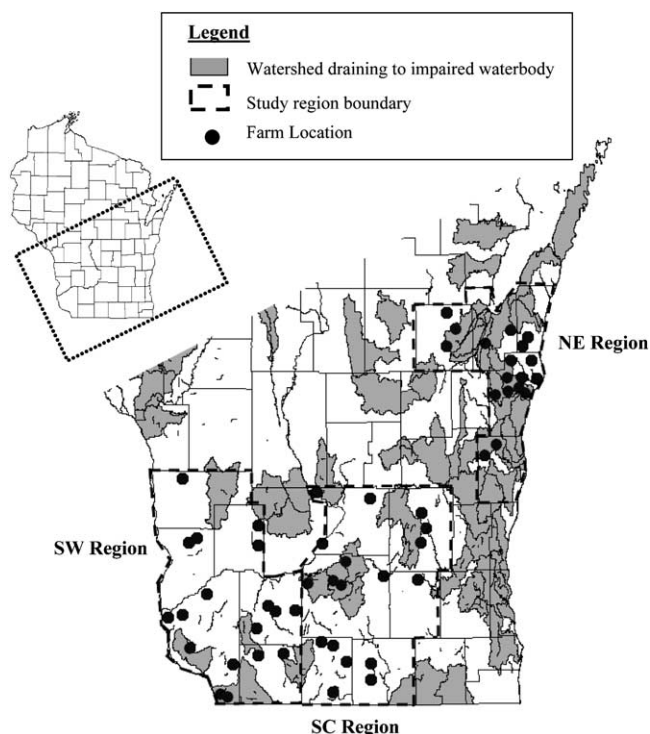 Legend
Watershed draining to impaired waterbody
Study region boundary
Farm Location
NE Region
SW Region
SC Region